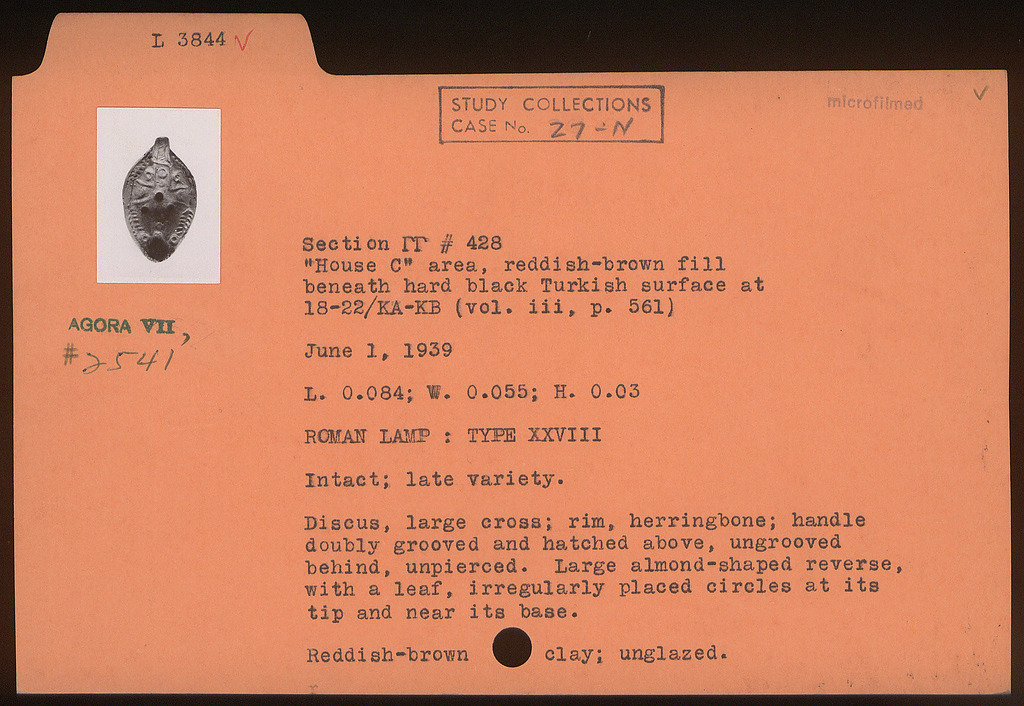 L 3844 √
STUDY COLLECTIONS
CASE No. 27-N
microfilmed
Section ΓΓ # 428
"House C" area, reddish-brown fill
beneath hard black Turkish surface at
18-22/KA-KB (vol. iii, p. 561)
AGORA VII,
#2541
June 1, 1939
L. 0.084; W. 0.055; H. 0.03
ROMAN LAMP : TYPE XXVIII
Intact; late variety.
Discus, large cross; rim, herringbone; handle
doubly grooved and hatched above, ungrooved
behind, unpierced. Large almond-shaped reverse,
with a leaf, irregularly placed circles at its
tip and near its base.
Reddish-brown clay; unglazed.